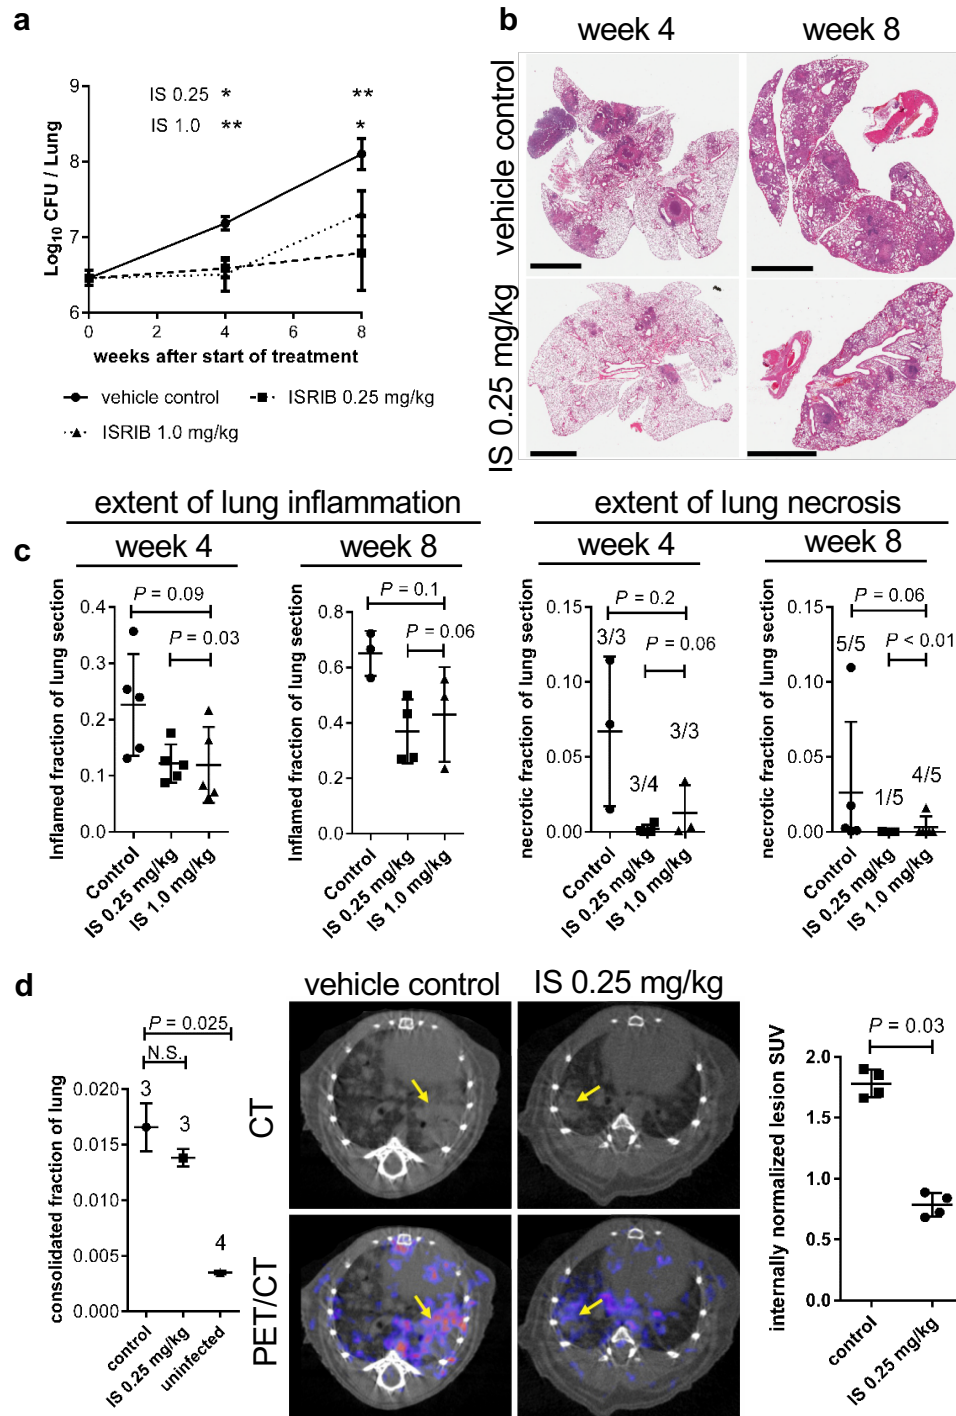 a
Log₁₀ CFU / Lung
9
8
7
6
IS 0.25 * **
IS 1.0 ** *
0 2 4 6 8
weeks after start of treatment
vehicle control
ISRIB 0.25 mg/kg
ISRIB 1.0 mg/kg
b
week 4 week 8
vehicle control
IS 0.25 mg/kg
c
extent of lung inflammation
week 4 week 8
extent of lung necrosis
week 4 week 8
Inflamed fraction of lung section
0.4
0.3
0.2
0.1
0.0
P = 0.09
P = 0.03
Control
IS 0.25 mg/kg
IS 1.0 mg/kg
Inflamed fraction of lung section
0.8
0.6
0.4
0.2
0.0
P = 0.1
P = 0.06
Control
IS 0.25 mg/kg
IS 1.0 mg/kg
necrotic fraction of lung section
0.15
0.10
0.05
0.00
P = 0.2
3/3
P = 0.06
3/3
3/4
Control
IS 0.25 mg/kg
IS 1.0 mg/kg
necrotic fraction of lung section
0.15
0.10
0.05
0.00
P = 0.06
5/5
P < 0.01
4/5
1/5
Control
IS 0.25 mg/kg
IS 1.0 mg/kg
d
consolidated fraction of lung
0.020
0.015
0.010
0.005
0.000
P = 0.025
N.S.
3
3
4
control
IS 0.25 mg/kg
uninfected
vehicle control IS 0.25 mg/kg
CT
PET/CT
internally normalized lesion SUV
2.0
1.5
1.0
0.5
0.0
P = 0.03
control
IS 0.25 mg/kg